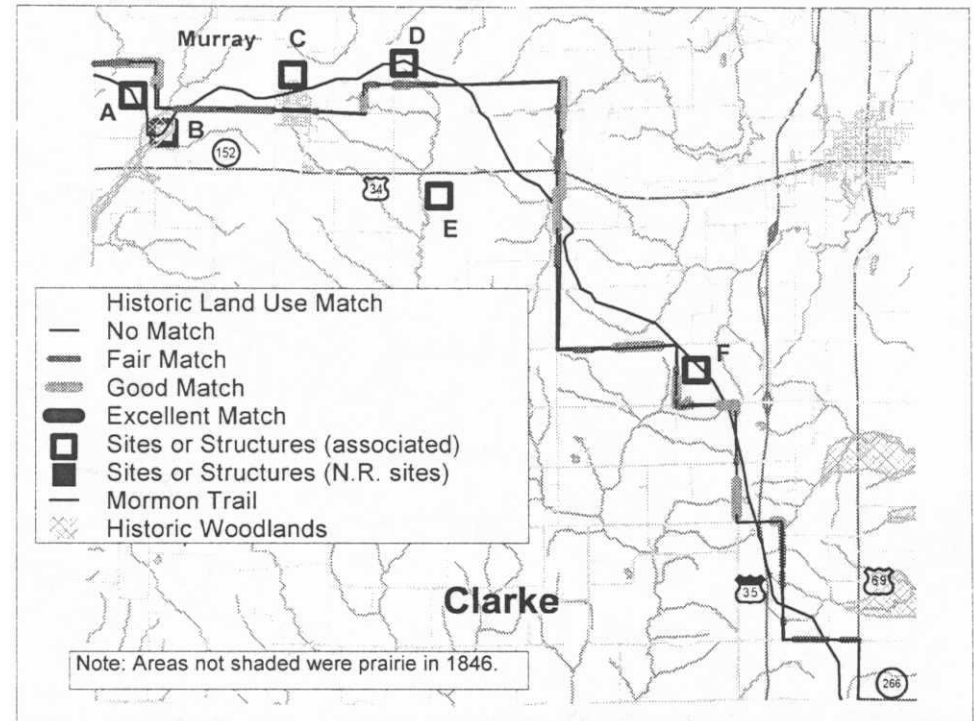 Murray
C
D
A
B
152
34
E
Historic Land Use Match
No Match
Fair Match
Good Match
Excellent Match
Sites or Structures (associated)
Sites or Structures (N.R. sites)
Mormon Trail
Historic Woodlands
F
Clarke
35
69
Note: Areas not shaded were prairie in 1846.
266